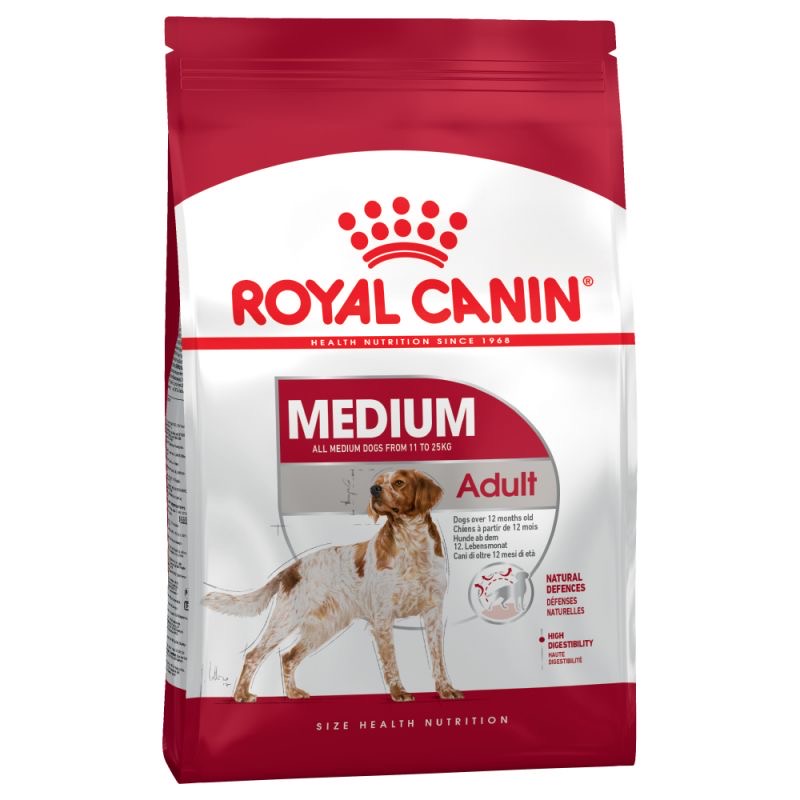 ROYAL CANIN®
HEALTH NUTRITION SINCE 1968
MEDIUM
ALL MEDIUM DOGS FROM 11 TO 25KG
Adult
Dogs over 12 months old
Chiens à partir de 12 mois
Hunde ab dem
12. Lebensmonat
Cani di oltre 12 mesi di età
NATURAL
DEFENCES
DÉFENSES
NATURELLES
HIGH
DIGESTIBILITY
HAUTE
DIGESTIBILITÉ
SIZE HEALTH NUTRITION